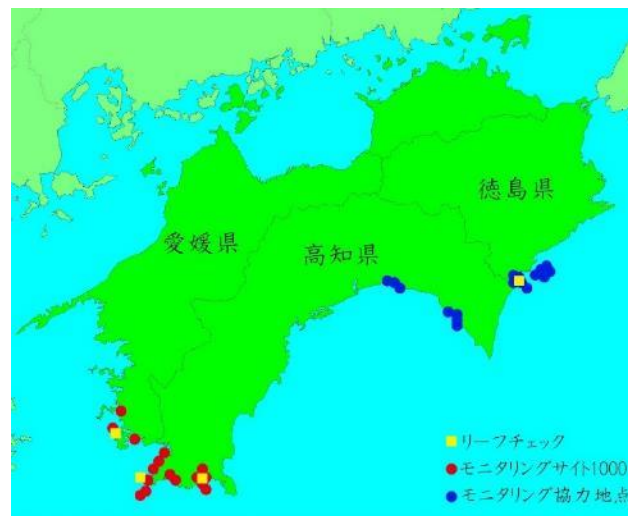 徳島県
愛媛県
高知県
リーフチェック
モニタリングサイト1000
モニタリング協力地点